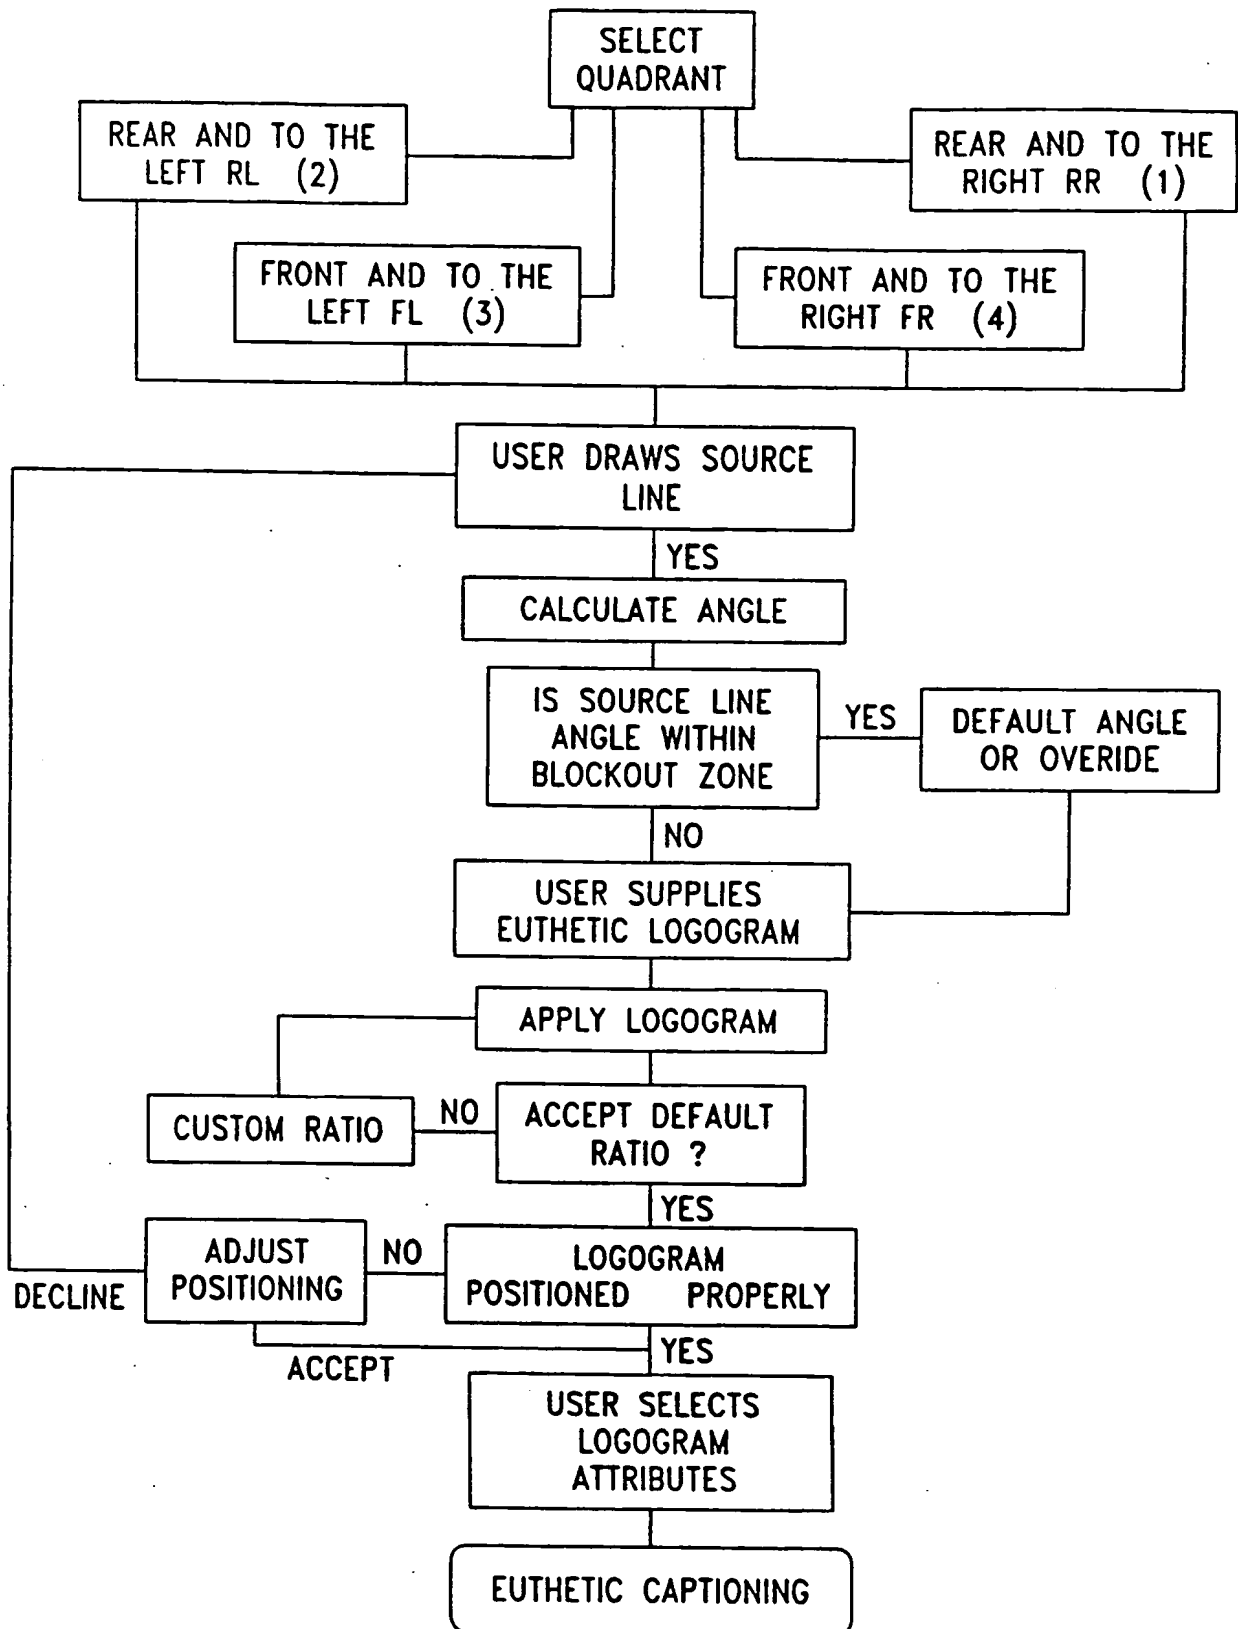 SELECT
QUADRANT
REAR AND TO THE
LEFT RL (2)
REAR AND TO THE
RIGHT RR (1)
FRONT AND TO THE
LEFT FL (3)
FRONT AND TO THE
RIGHT FR (4)
USER DRAWS SOURCE
LINE
YES
CALCULATE ANGLE
IS SOURCE LINE
ANGLE WITHIN
BLOCKOUT ZONE
YES
DEFAULT ANGLE
OR OVERIDE
NO
USER SUPPLIES
EUTHETIC LOGOGRAM
APPLY LOGOGRAM
CUSTOM RATIO
NO
ACCEPT DEFAULT
RATIO ?
YES
ADJUST
POSITIONING
NO
LOGOGRAM
POSITIONED PROPERLY
DECLINE
ACCEPT
YES
USER SELECTS
LOGOGRAM
ATTRIBUTES
EUTHETIC CAPTIONING